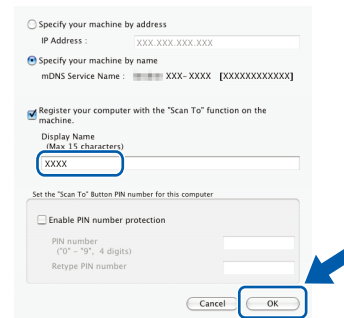 Specify your machine by address
IP Address :
XXX.XXX.XXX.XXX
Specify your machine by name
mDNS Service Name : XXX-XXXX [XXXXXXXXXXXX]
Register your computer with the "Scan To" function on the
machine.
Display Name
(Max 15 characters)
XXXX
Set the "Scan To" Button PIN number for this computer
Enable PIN number protection
PIN number
("0" - "9", 4 digits)
Retype PIN number
Cancel
OK